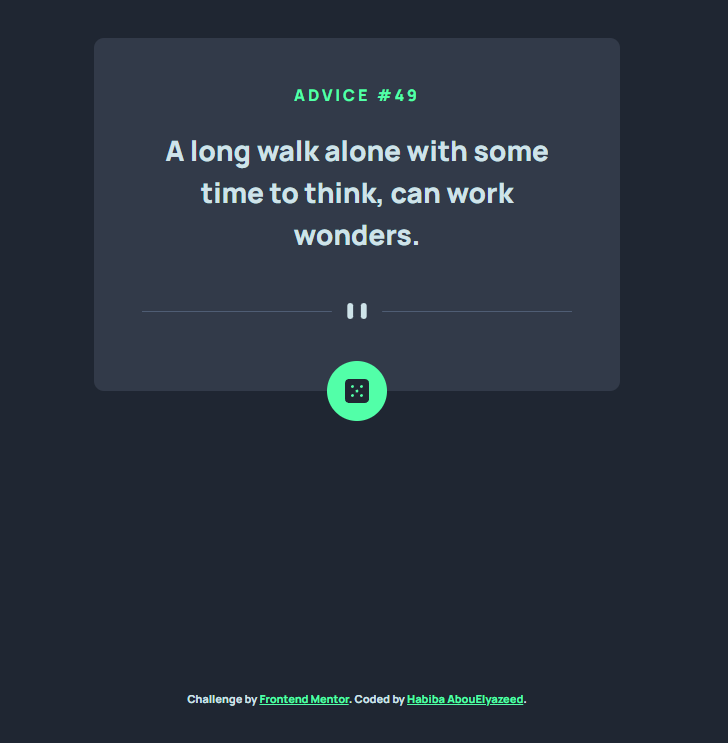 ADVICE #49
A long walk alone with some
time to think, can work
wonders.
Challenge by Frontend Mentor. Coded by Habiba AbouElyazeed.